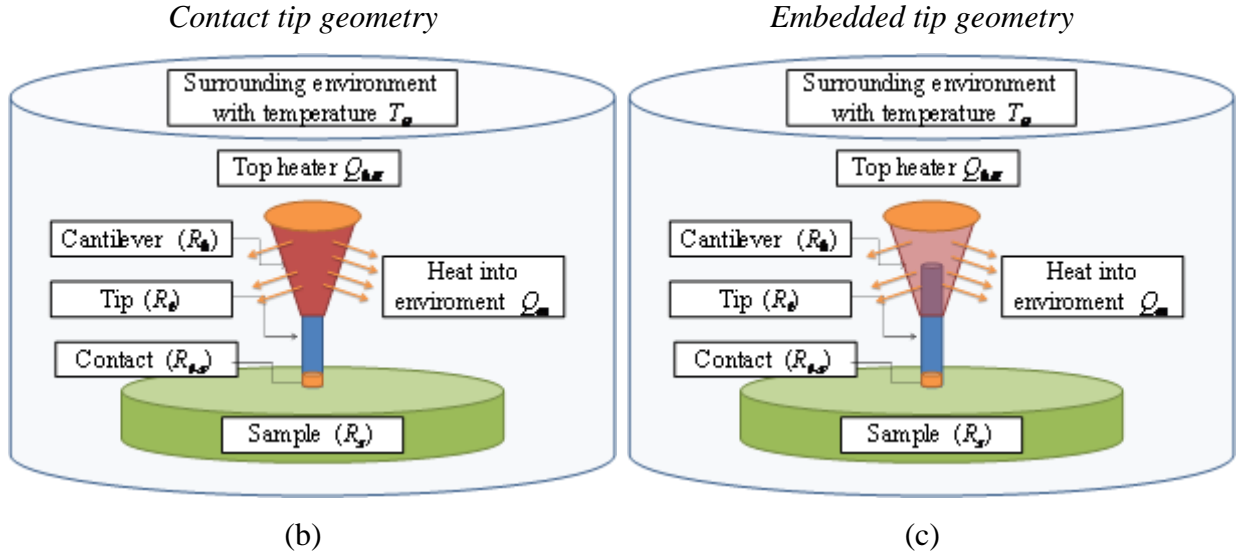 Contact tip geometry
Surrounding environment
with temperature T
Top heater Q
Cantilever (R)
Tip (R)
Contact (R)
Heat into
enviroment Q
Sample (R)
(b)
Embedded tip geometry
Surrounding environment
with temperature T
Top heater Q
Cantilever (R)
Tip (R)
Contact (R)
Heat into
enviroment Q
Sample (R)
(c)